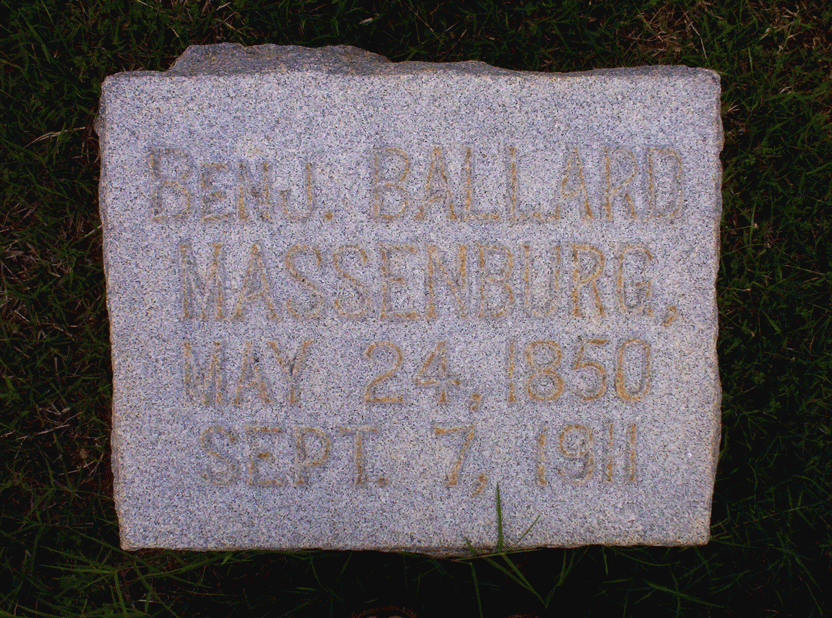 BENJ. BALLARD
MASSENBURG,
MAY 24, 1850
SEPT. 7, 1911